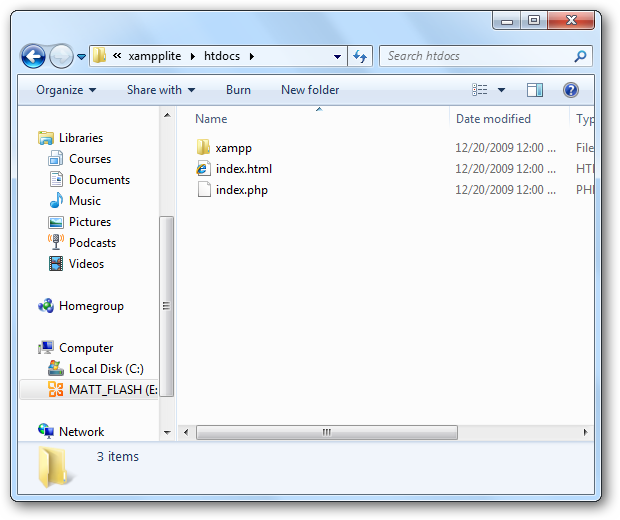 « xampplite htdocs
Search htdocs
Organize Share with Burn New folder
Name Date modified Typ
xampp 12/20/2009 12:00 ... File
index.html 12/20/2009 12:00 ... HT
index.php 12/20/2009 12:00 ... PH
Libraries
Courses
Documents
Music
Pictures
Podcasts
Videos
Homegroup
Computer
Local Disk (C:)
MATT_FLASH (E:
Network
3 items